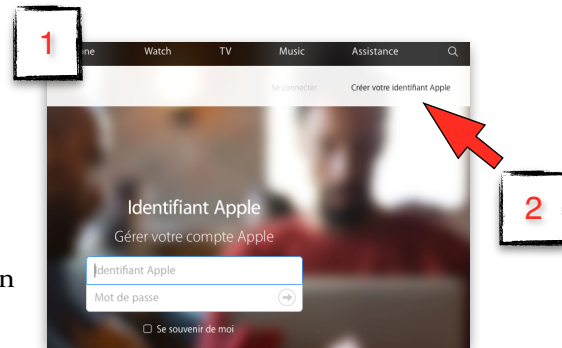 1
ne Watch TV Music Assistance
Se connecter Créer votre identifiant Apple
2
Identifiant Apple
Gérer votre compte Apple
n
Identifiant Apple
Mot de passe
Se souvenir de moi